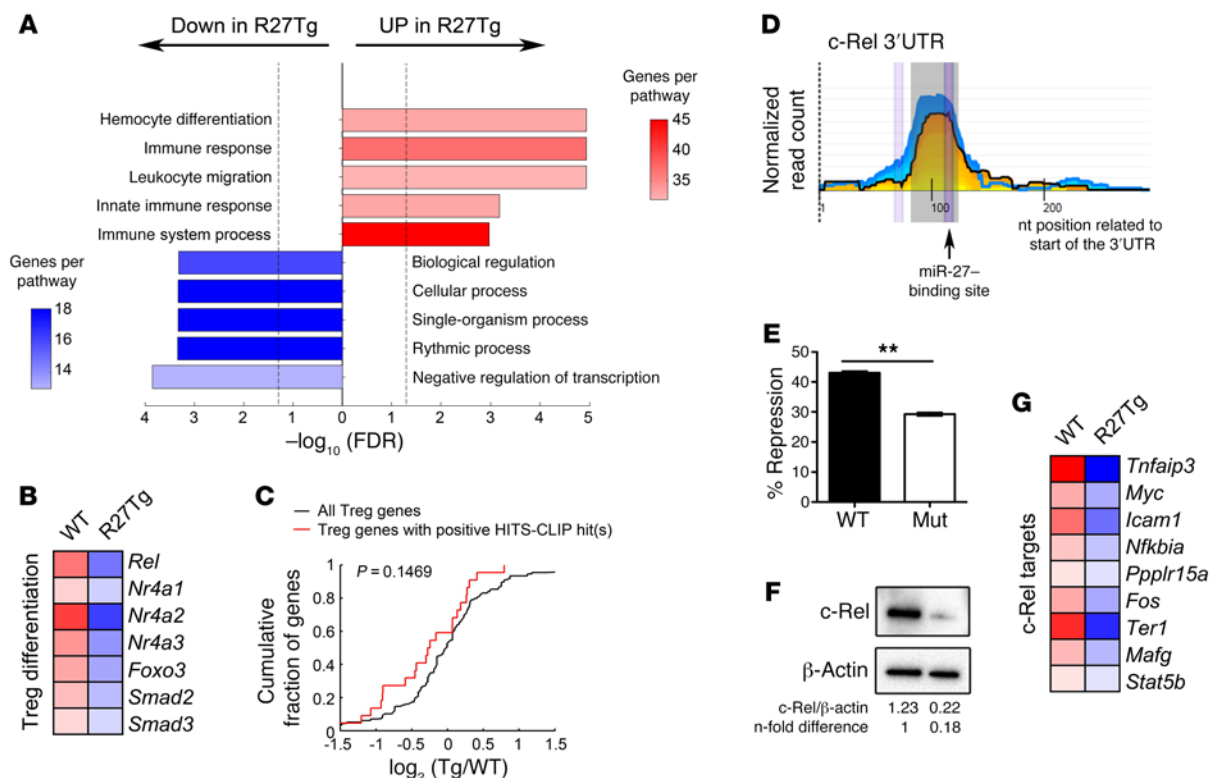 A
Down in R27Tg
UP in R27Tg
Genes per
pathway
45
40
35
Hemocyte differentiation
Immune response
Leukocyte migration
Innate immune response
Immune system process
Genes per
pathway
18
16
14
Biological regulation
Cellular process
Single-organism process
Rythmic process
Negative regulation of transcription
4 3 2 1 0 1 2 3 4 5
–log10 (FDR)
B
WT R27Tg
Treg differentiation
Rel
Nr4a1
Nr4a2
Nr4a3
Foxo3
Smad2
Smad3
C
All Treg genes
Treg genes with positive HITS-CLIP hit(s)
P = 0.1469
Cumulative
fraction of genes
1
0.8
0.6
0.4
0.2
0
-1.5 -1 -0.5 0 0.5 1 1.5
log2 (Tg/WT)
D
c-Rel 3′UTR
Normalized
read count
1 100 200
nt position related to
start of the 3′UTR
miR-27–
binding site
E
% Repression
50
40
30
20
10
0
**
WT Mut
F
c-Rel
β-Actin
c-Rel/β-actin 1.23 0.22
n-fold difference 1 0.18
G
WT R27Tg
c-Rel targets
Tnfaip3
Myc
Icam1
Nfkbia
Ppplr15a
Fos
Ter1
Mafg
Stat5b